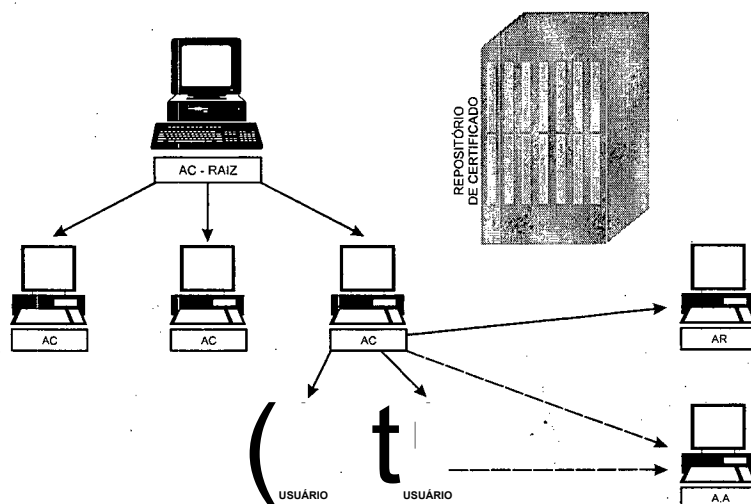 REPOSITÓRIO
DE CERTIFICADO
AC - RAIZ
AC
AC
AC
AR
USUÁRIO
USUÁRIO
A.A